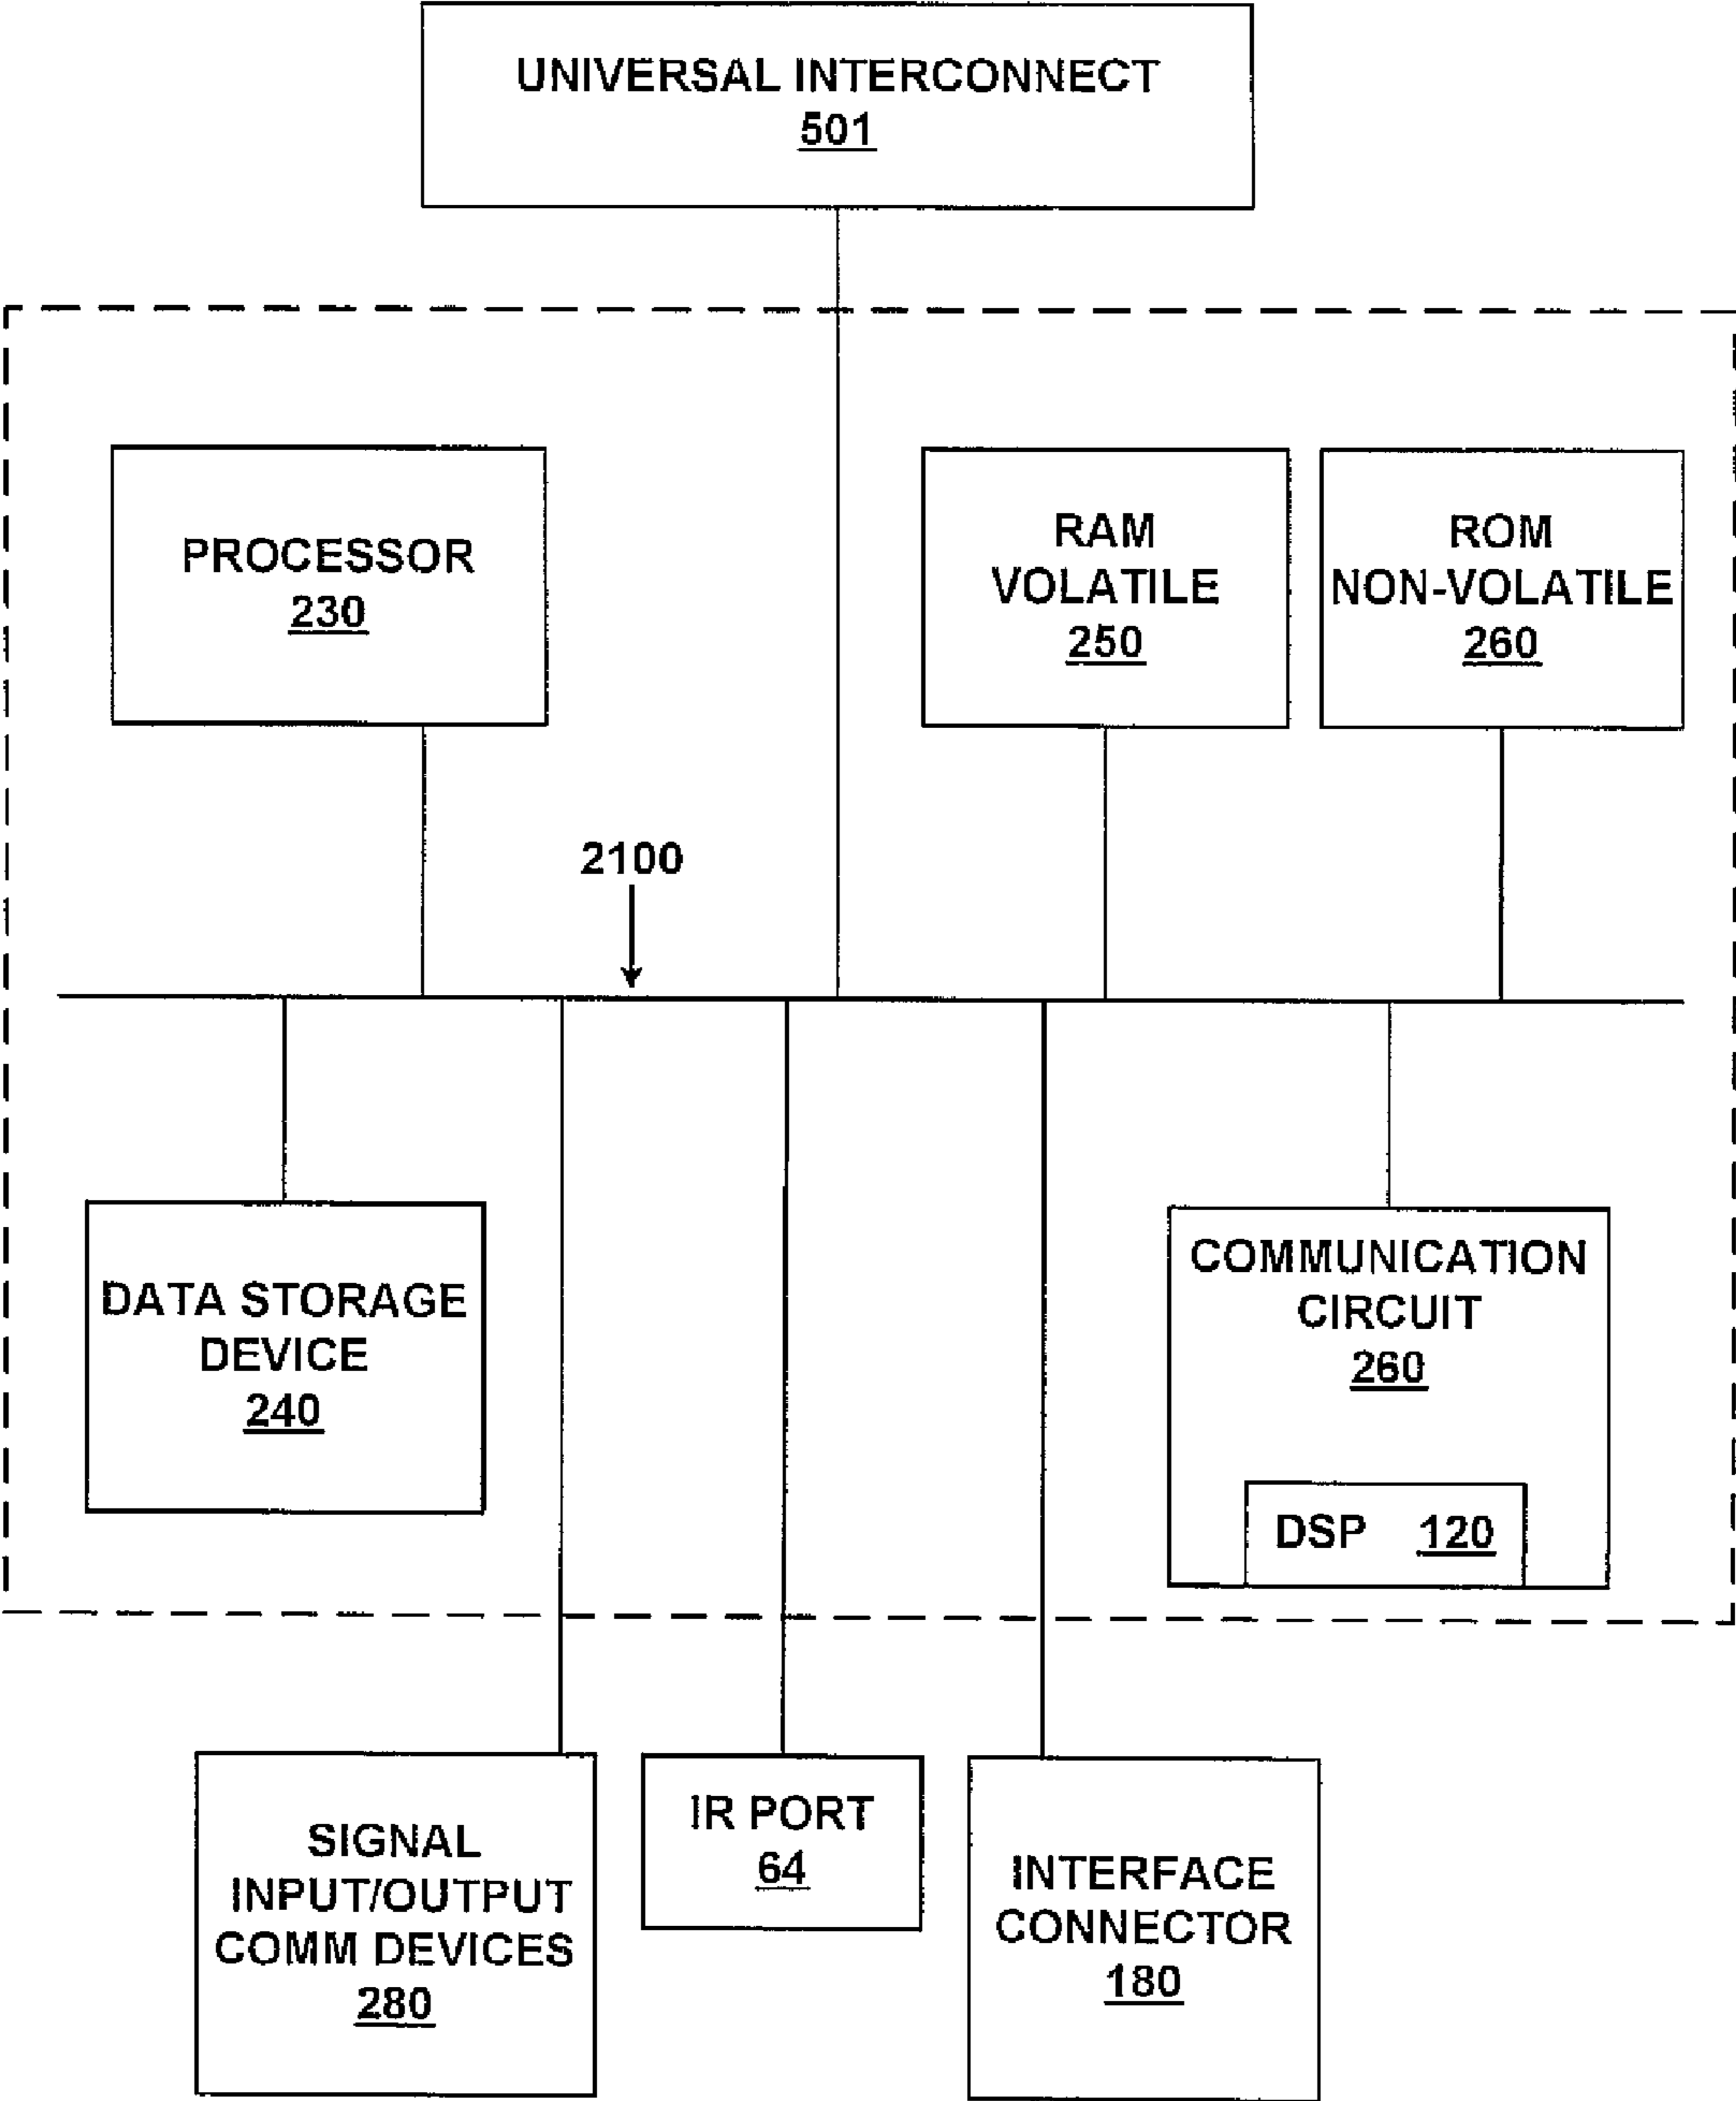 UNIVERSAL INTERCONNECT
501
PROCESSOR
230
RAM
VOLATILE
250
ROM
NON-VOLATILE
260
2100
DATA STORAGE
DEVICE
240
COMMUNICATION
CIRCUIT
260
DSP 120
SIGNAL
INPUT/OUTPUT
COMM DEVICES
280
IR PORT
64
INTERFACE
CONNECTOR
180